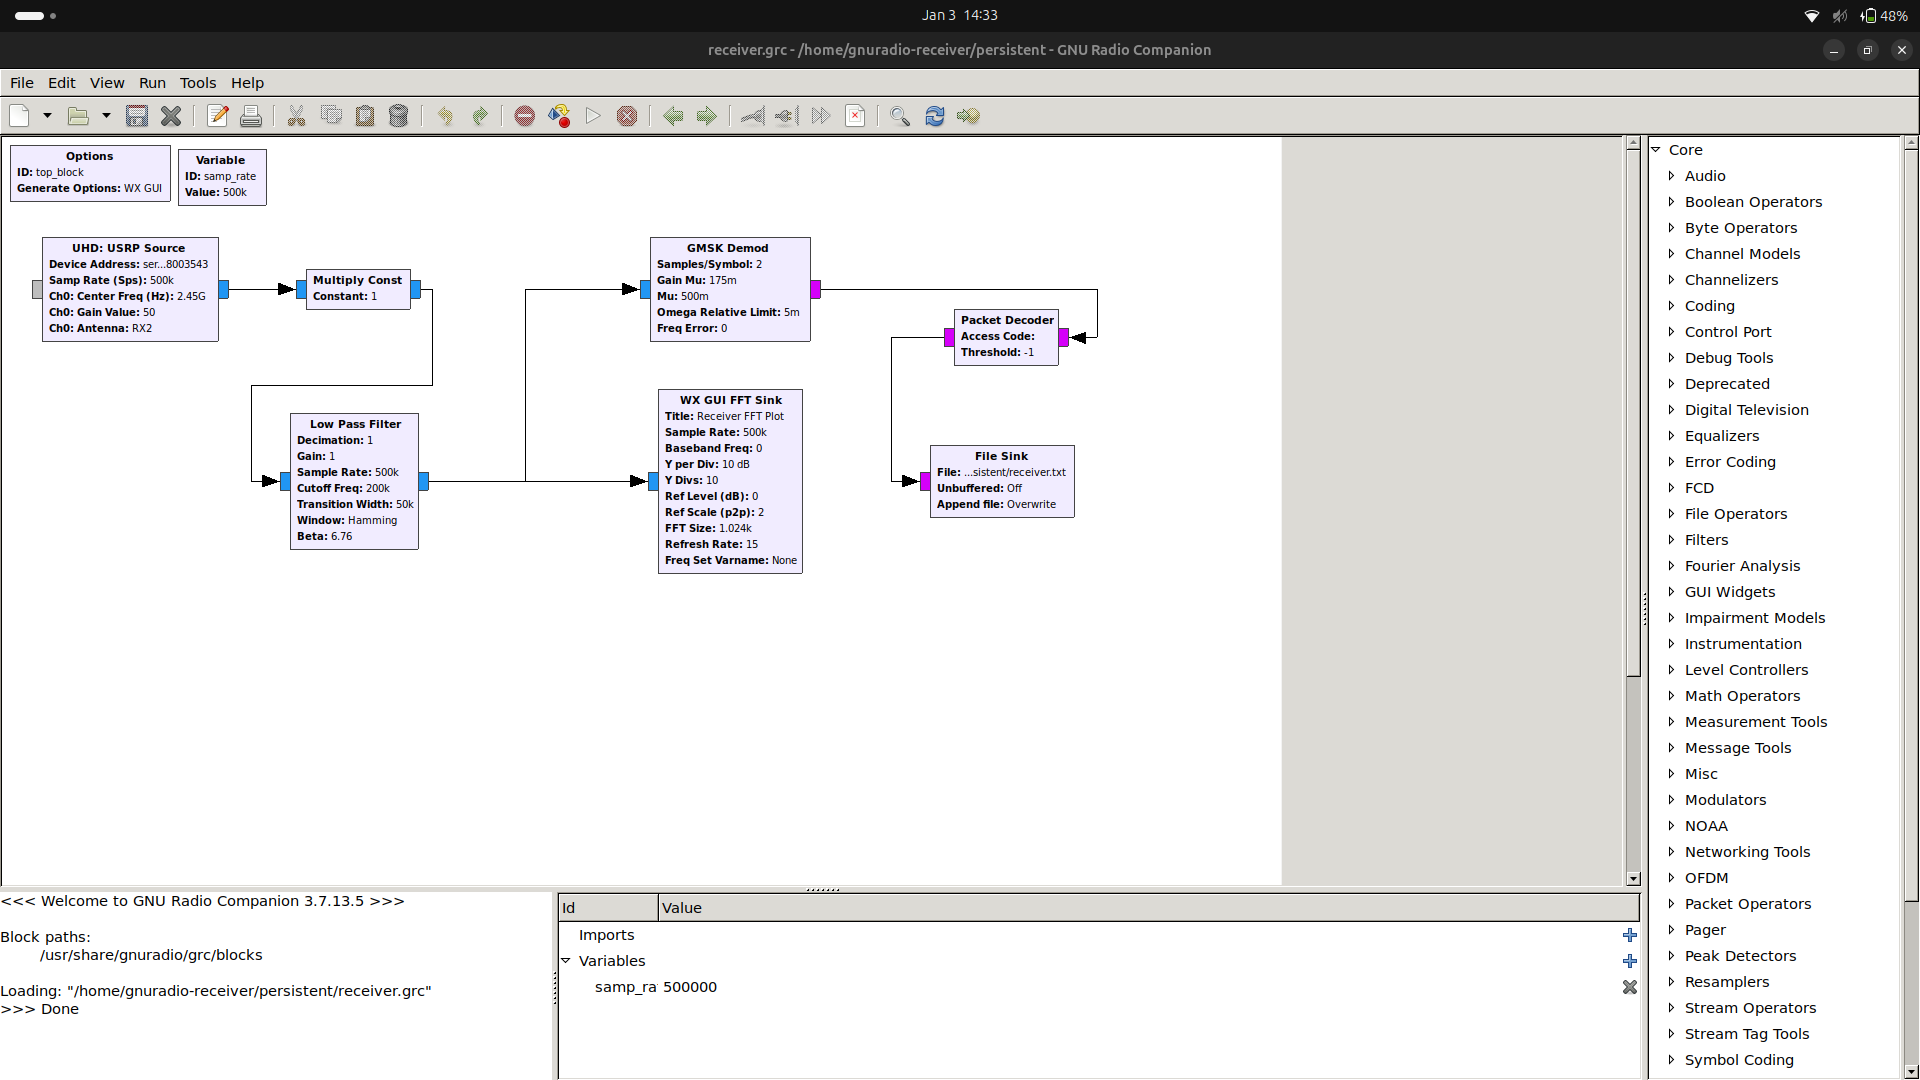 Jan 3 14:33
48%
receiver.grc - /home/gnuradio-receiver/persistent - GNU Radio Companion
File Edit View Run Tools Help
Options
ID: top_block
Generate Options: WX GUI
Variable
ID: samp_rate
Value: 500k
UHD: USRP Source
Device Address: ser...8003543
Samp Rate (Sps): 500k
Ch0: Center Freq (Hz): 2.45G
Ch0: Gain Value: 50
Ch0: Antenna: RX2
Multiply Const
Constant: 1
Low Pass Filter
Decimation: 1
Gain: 1
Sample Rate: 500k
Cutoff Freq: 200k
Transition Width: 50k
Window: Hamming
Beta: 6.76
GMSK Demod
Samples/Symbol: 2
Gain Mu: 175m
Mu: 500m
Omega Relative Limit: 5m
Freq Error: 0
WX GUI FFT Sink
Title: Receiver FFT Plot
Sample Rate: 500k
Baseband Freq: 0
Y per Div: 10 dB
Y Divs: 10
Ref Level (dB): 0
Ref Scale (p2p): 2
FFT Size: 1.024k
Refresh Rate: 15
Freq Set Varname: None
Packet Decoder
Access Code:
Threshold: -1
File Sink
File: ...sistent/receiver.txt
Unbuffered: Off
Append file: Overwrite
Core
Audio
Boolean Operators
Byte Operators
Channel Models
Channelizers
Coding
Control Port
Debug Tools
Deprecated
Digital Television
Equalizers
Error Coding
FCD
File Operators
Filters
Fourier Analysis
GUI Widgets
Impairment Models
Instrumentation
Level Controllers
Math Operators
Measurement Tools
Message Tools
Misc
Modulators
NOAA
Networking Tools
OFDM
Packet Operators
Pager
Peak Detectors
Resamplers
Stream Operators
Stream Tag Tools
Symbol Coding
<<< Welcome to GNU Radio Companion 3.7.13.5 >>>
Block paths:
/usr/share/gnuradio/grc/blocks
Loading: "/home/gnuradio-receiver/persistent/receiver.grc"
>>> Done
Id Value
Imports
Variables
samp_ra 500000